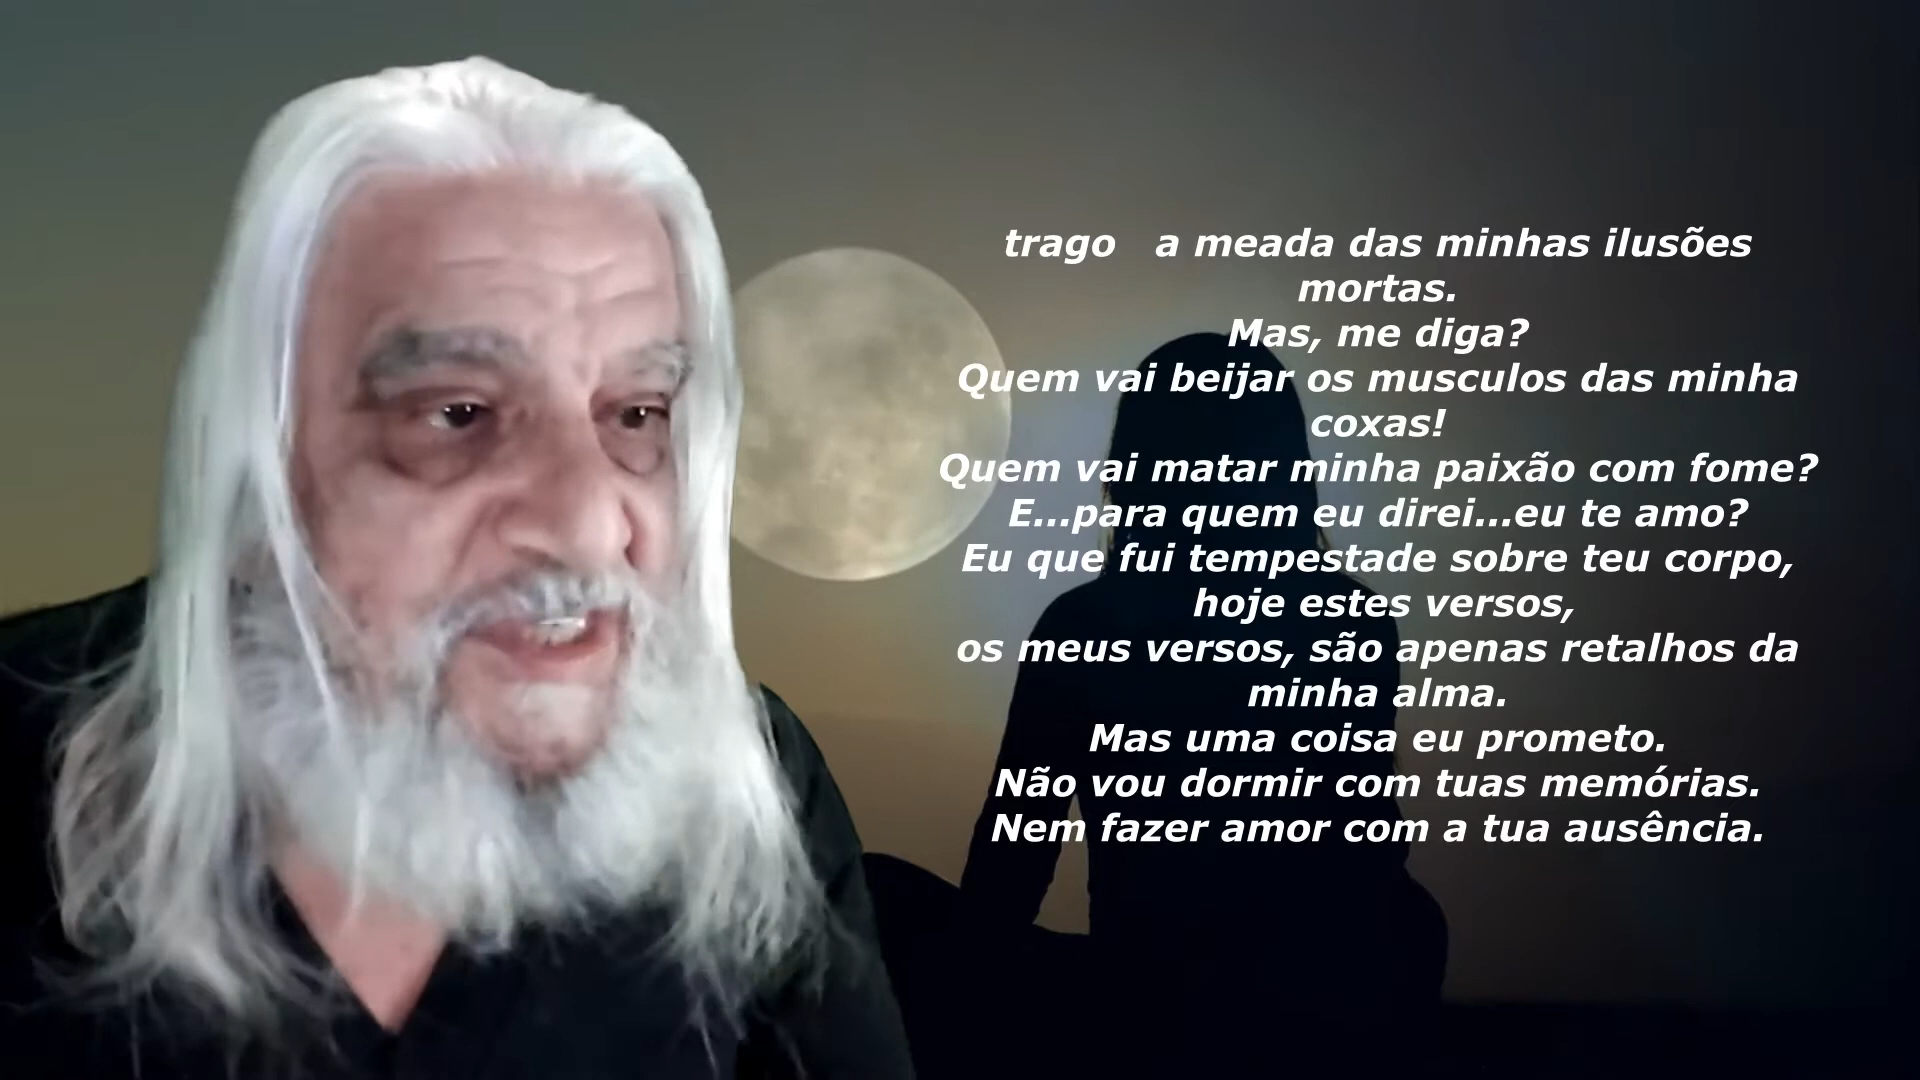 trago   a meada das minhas ilusões
mortas.
Mas, me diga?
Quem vai beijar os musculos das minha
coxas!
Quem vai matar minha paixão com fome?
E...para quem eu direi...eu te amo?
Eu que fui tempestade sobre teu corpo,
hoje estes versos,
os meus versos, são apenas retalhos da
minha alma.
Mas uma coisa eu prometo.
Não vou dormir com tuas memórias.
Nem fazer amor com a tua ausência.